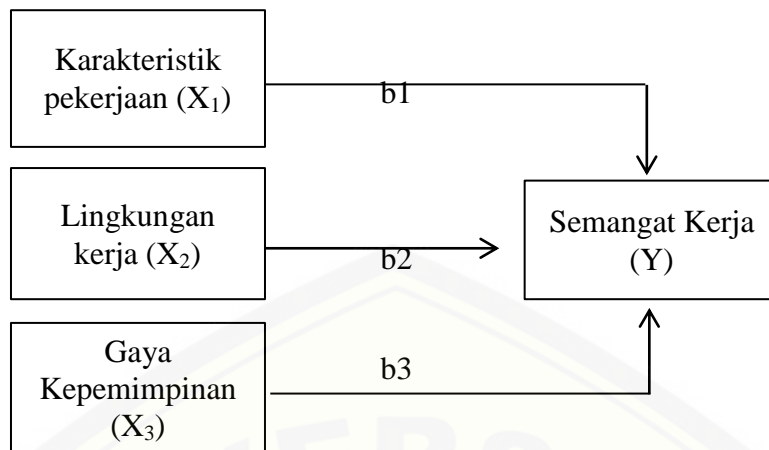 Karakteristik
pekerjaan (X₁)
b1
Lingkungan
kerja (X₂)
b2
Semangat Kerja
(Y)
Gaya
Kepemimpinan
(X₃)
b3